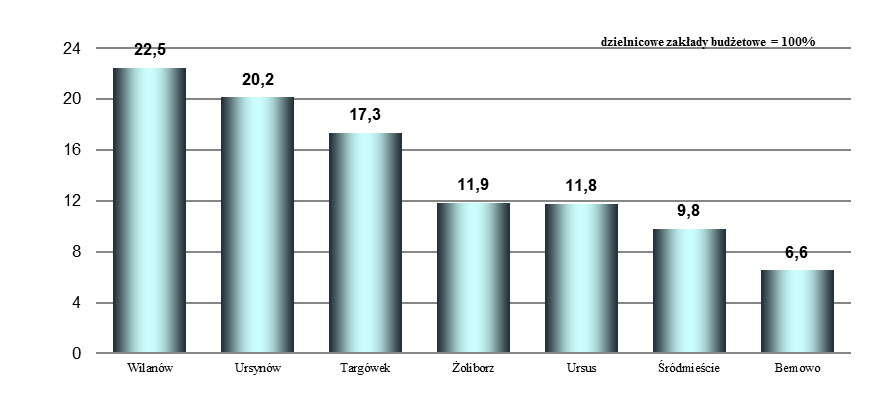 dzielnicowe zakłady budżetowe = 100%
24
20
16
12
8
4
0
22,5
20,2
17,3
11,9
11,8
9,8
6,6
Wilanów
Ursynów
Targówek
Żoliborz
Ursus
Śródmieście
Bemowo